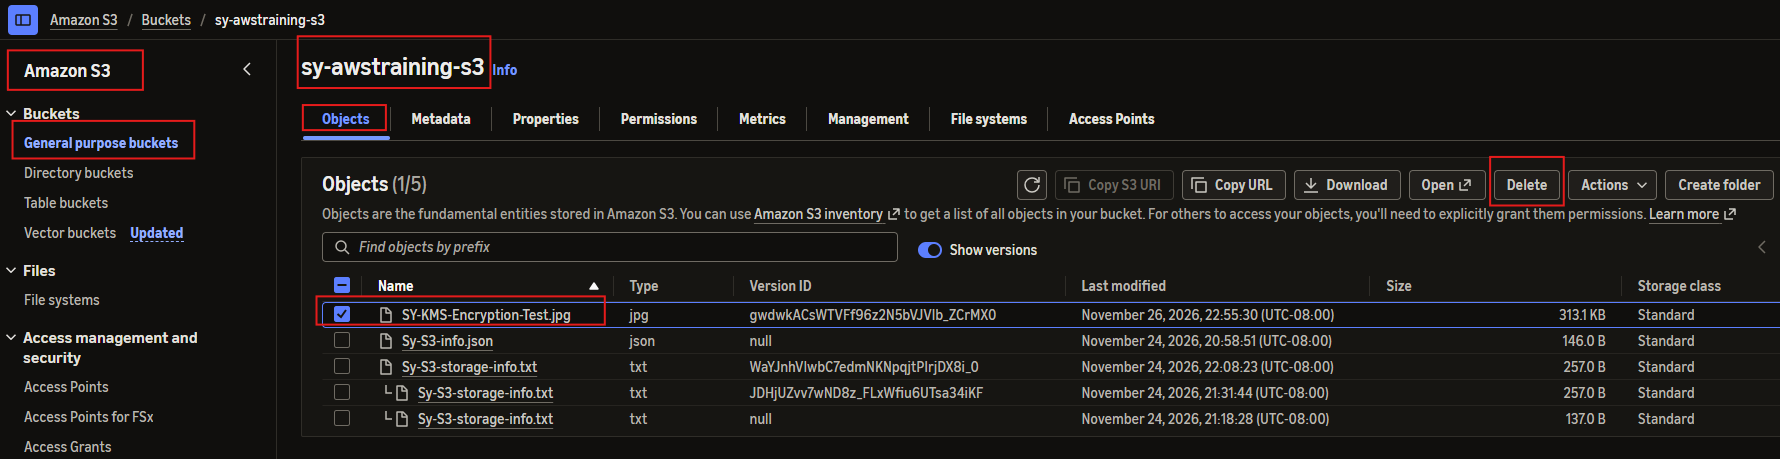 Amazon S3 / Buckets / sy-awstraining-s3
Amazon S3
Buckets
General purpose buckets
Directory buckets
Table buckets
Vector buckets Updated
Files
File systems
Access management and
security
Access Points
Access Points for FSx
Access Grants
sy-awstraining-s3 Info
Objects Metadata Properties Permissions Metrics Management File systems Access Points
Objects (1/5)
Copy S3 URI Copy URL Download Open Delete Actions Create folder
Objects are the fundamental entities stored in Amazon S3. You can use Amazon S3 inventory to get a list of all objects in your bucket. For others to access your objects, you'll need to explicitly grant them permissions. Learn more
Find objects by prefix
Show versions
Name Type Version ID Last modified Size Storage class
SY-KMS-Encryption-Test.jpg jpg gwdwkACsWTVFf96z2N5bVJVIb_ZCrMX0 November 26, 2026, 22:55:30 (UTC-08:00) 313.1 KB Standard
Sy-S3-info.json json null November 24, 2026, 20:58:51 (UTC-08:00) 146.0 B Standard
Sy-S3-storage-info.txt txt WaYJnhVlwbC7edmNKNpqjtPlrjDX8i_0 November 24, 2026, 22:08:23 (UTC-08:00) 257.0 B Standard
Sy-S3-storage-info.txt txt JDHjUZvv7wND8z_FLxWfiu6UTsa34iKF November 24, 2026, 21:31:44 (UTC-08:00) 257.0 B Standard
Sy-S3-storage-info.txt txt null November 24, 2026, 21:18:28 (UTC-08:00) 137.0 B Standard